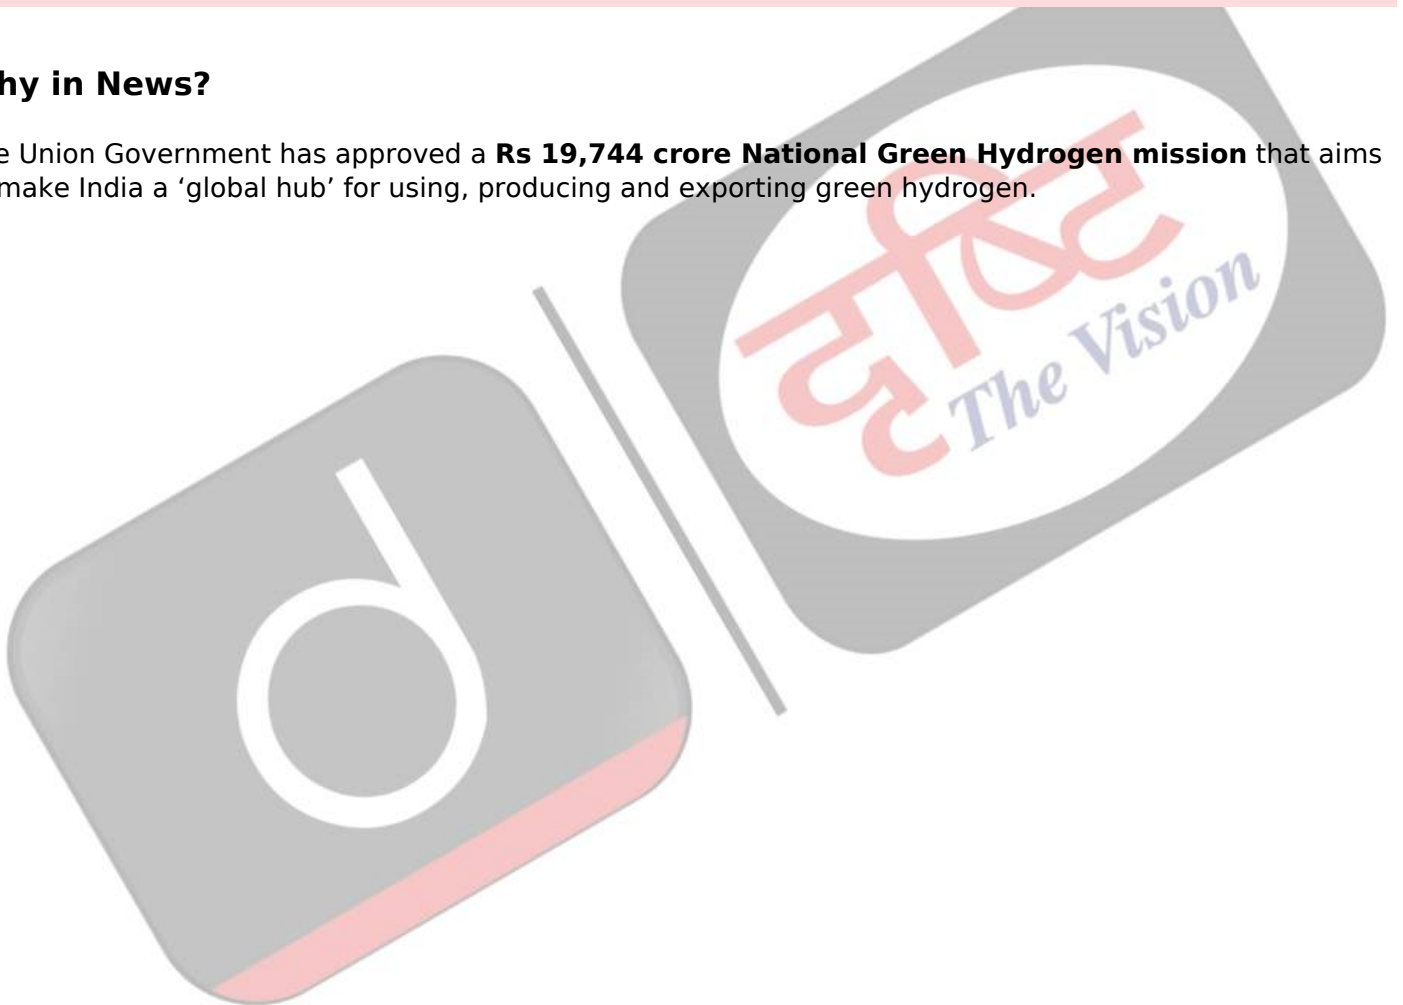 hy in News?
e Union Government has approved a Rs 19,744 crore National Green Hydrogen mission that aims
make India a ‘global hub’ for using, producing and exporting green hydrogen.
दृष्टि
The Vision
d